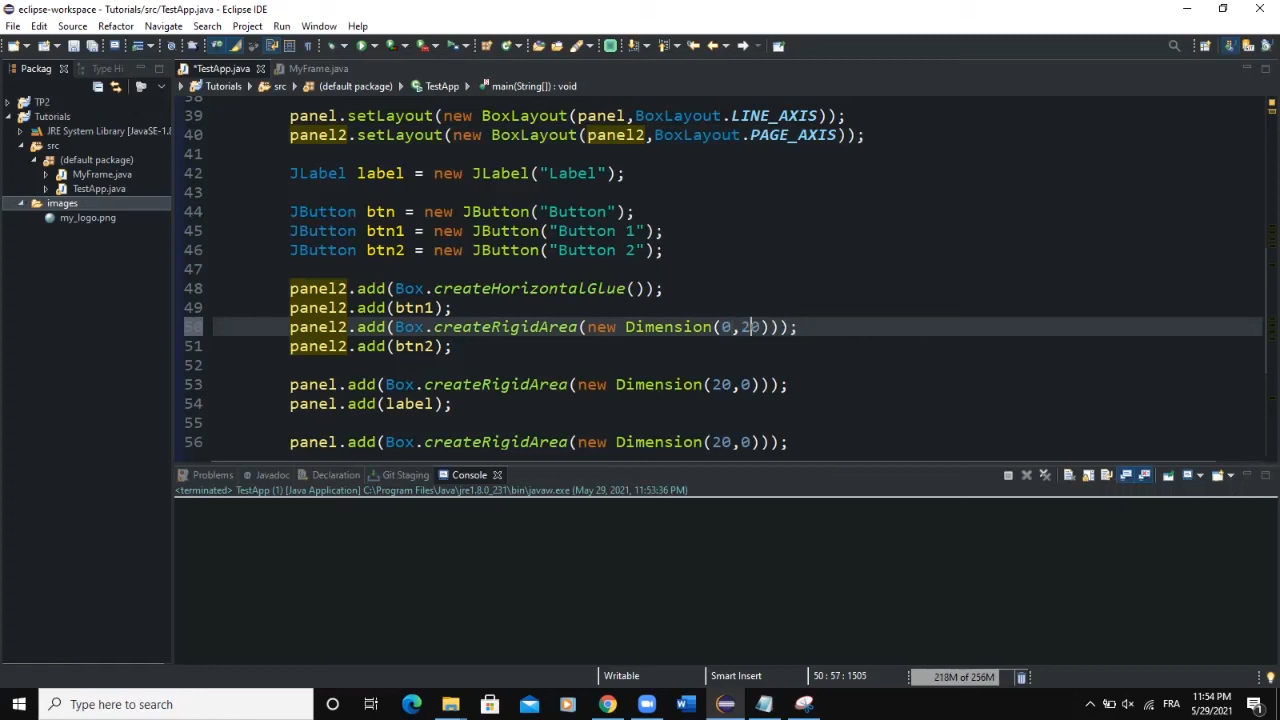 eclipse-workspace - Tutorials/src/TestApp.java - Eclipse IDE
File Edit Source Refactor Navigate Search Project Run Window Help
Packag Type Hi *TestApp.java MyFrame.java
Tutorials src (default package) TestApp main(String[]) : void
TP2
Tutorials
JRE System Library [JavaSE-1.
src
(default package)
MyFrame.java
TestApp.java
images
my_logo.png
38
39 panel.setLayout(new BoxLayout(panel,BoxLayout.LINE_AXIS));
40 panel2.setLayout(new BoxLayout(panel2,BoxLayout.PAGE_AXIS));
41
42 JLabel label = new JLabel("Label");
43
44 JButton btn = new JButton("Button");
45 JButton btn1 = new JButton("Button 1");
46 JButton btn2 = new JButton("Button 2");
47
48 panel2.add(Box.createHorizontalGlue());
49 panel2.add(btn1);
50 panel2.add(Box.createRigidArea(new Dimension(0,20)));
51 panel2.add(btn2);
52
53 panel.add(Box.createRigidArea(new Dimension(20,0)));
54 panel.add(label);
55
56 panel.add(Box.createRigidArea(new Dimension(20,0)));
Problems Javadoc Declaration Git Staging Console
<terminated> TestApp (1) [Java Application] C:\Program Files\Java\jre1.8.0_231\bin\javaw.exe (May 29, 2021, 11:53:36 PM)
Writable Smart Insert 50 : 57 : 1505 218M of 256M
Type here to search
FRA
11:54 PM
5/29/2021